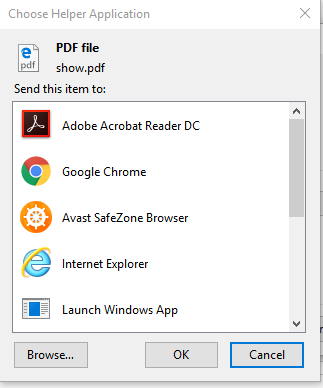 Choose Helper Application
PDF file
show.pdf
Send this item to:
Adobe Acrobat Reader DC
Google Chrome
Avast SafeZone Browser
Internet Explorer
Launch Windows App
Browse...
OK
Cancel
pdf